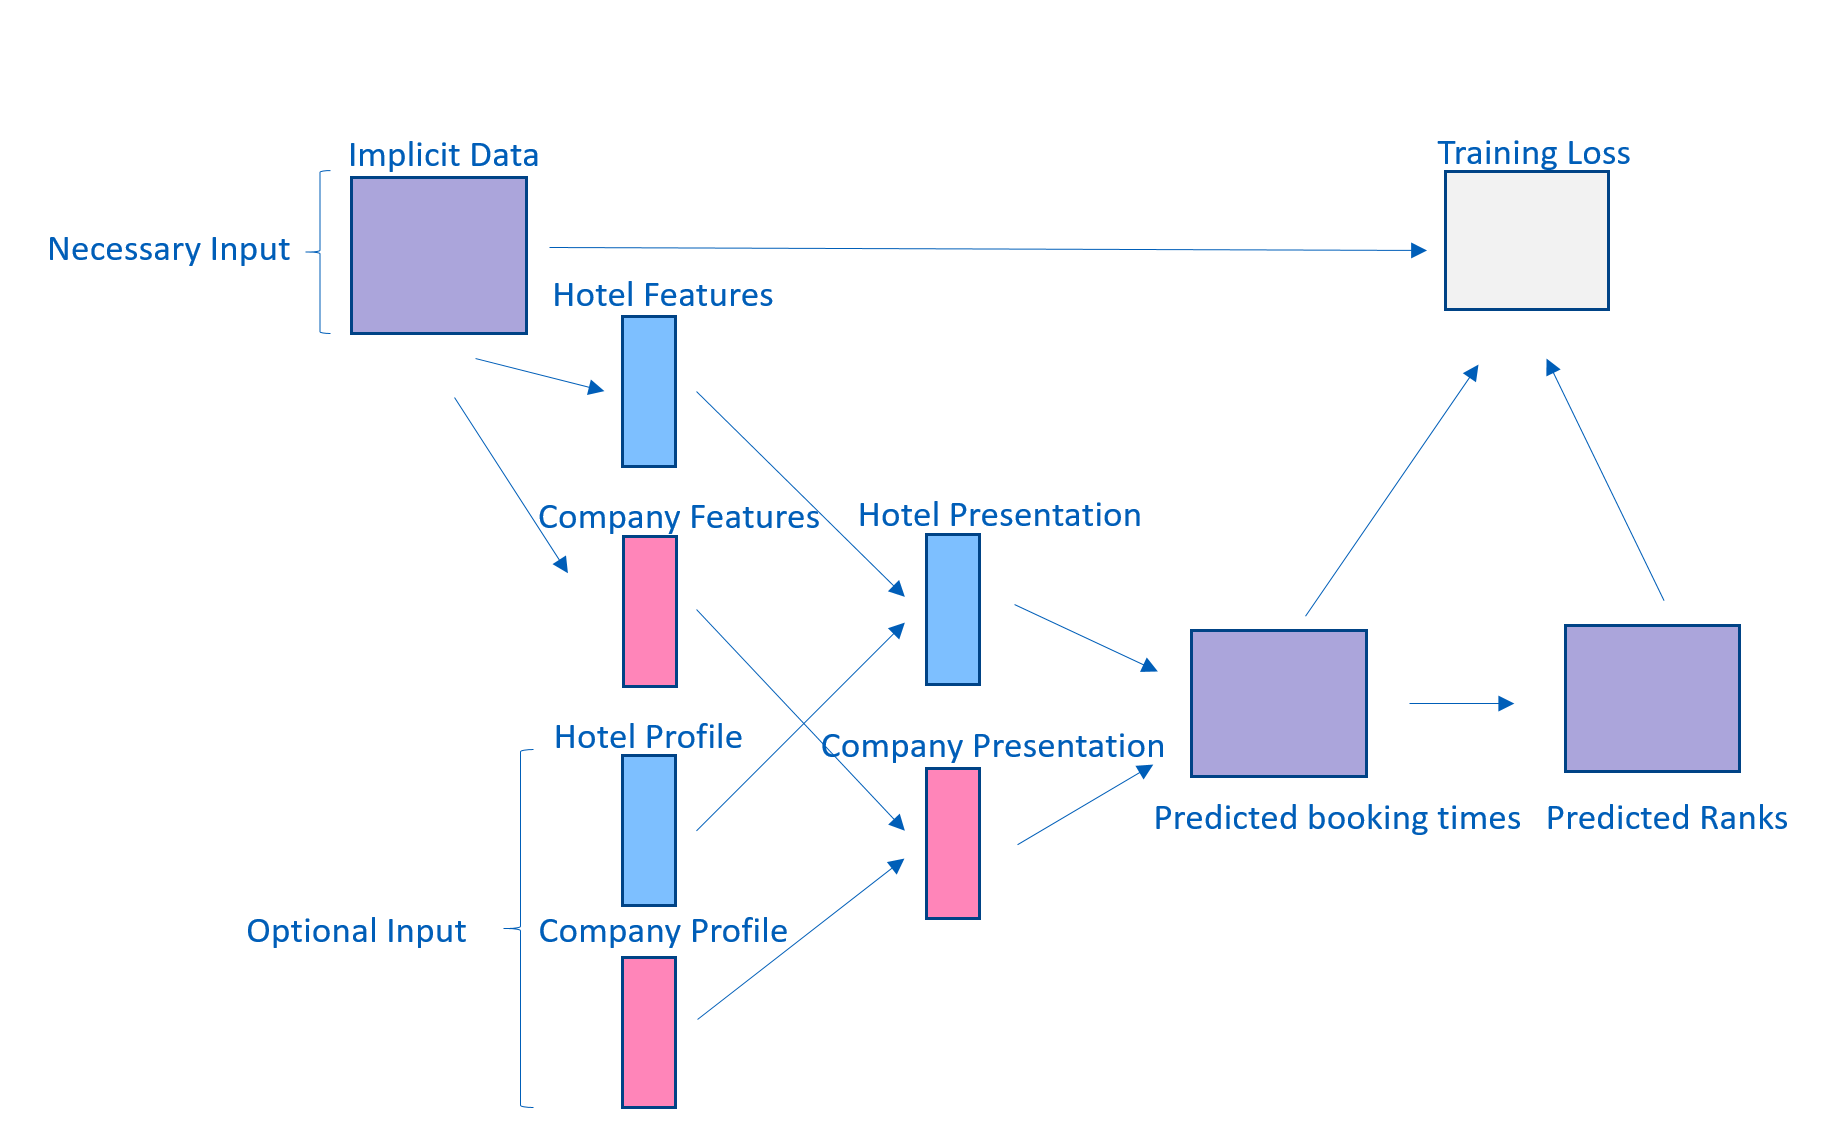 Implicit Data
Training Loss
Necessary Input
Hotel Features
Company Features
Hotel Presentation
Hotel Profile
Company Presentation
Predicted booking times
Predicted Ranks
Optional Input
Company Profile